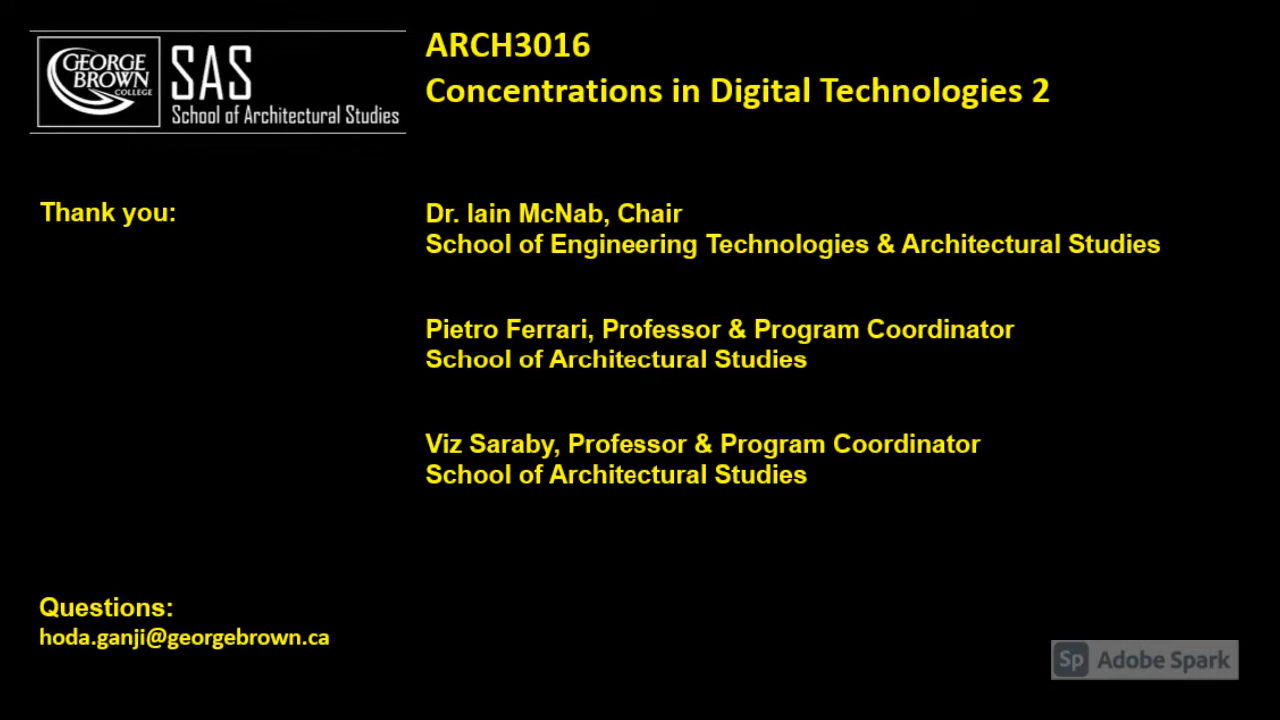 GEORGE
BROWN
COLLEGE
SAS
School of Architectural Studies
ARCH3016
Concentrations in Digital Technologies 2
Thank you:
Dr. Iain McNab, Chair
School of Engineering Technologies & Architectural Studies
Pietro Ferrari, Professor & Program Coordinator
School of Architectural Studies
Viz Saraby, Professor & Program Coordinator
School of Architectural Studies
Questions:
hoda.ganji@georgebrown.ca
Sp Adobe Spark